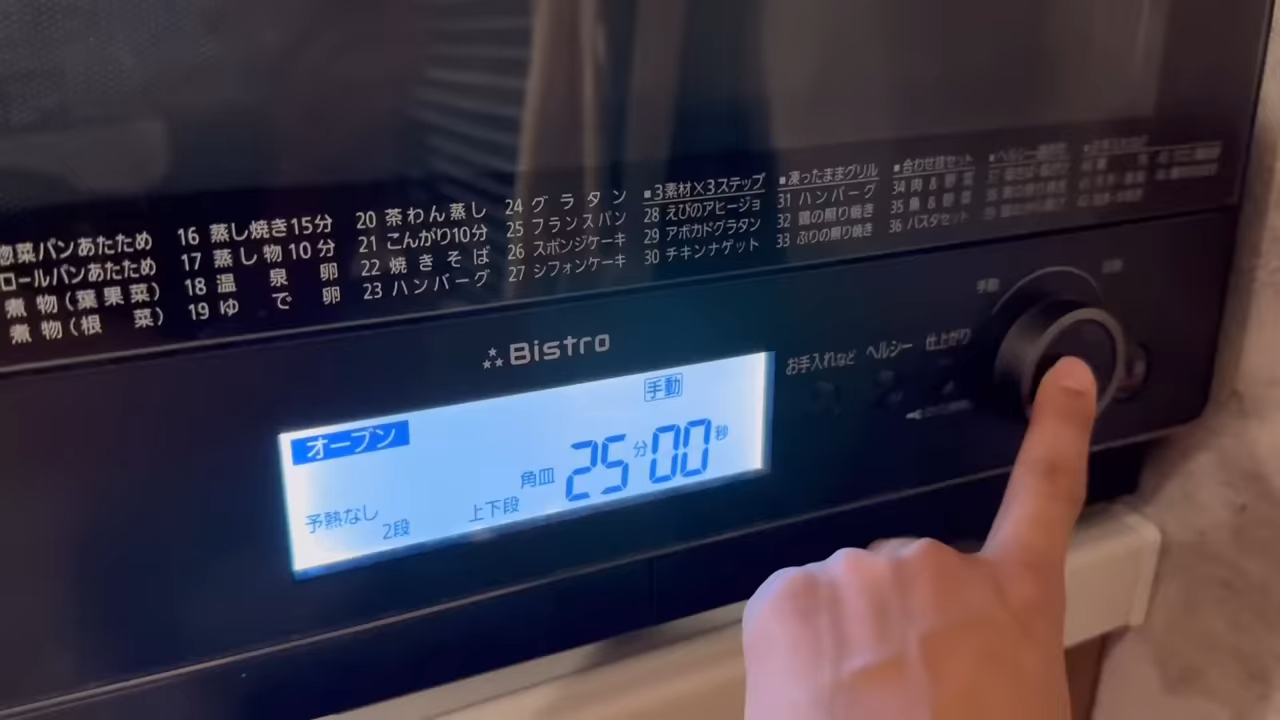 惣菜パンあたため
ロールパンあたため
煮物(葉果菜)
煮物(根菜)
16 蒸し焼き15分
17 蒸し物10分
18 温泉卵
19 ゆで卵
20 茶わん蒸し
21 こんがり10分
22 焼きそば
23 ハンバーグ
24 グラタン
25 フランスパン
26 スポンジケーキ
27 シフォンケーキ
■3素材×3ステップ
28 えびのアヒージョ
29 アボカドグラタン
30 チキンナゲット
■凍ったままグリル
31 ハンバーグ
32 鶏の照り焼き
33 ぶりの照り焼き
■合わせ技セット
34 肉&野菜
35 魚&野菜
36 パスタセット
Bistro
手動
お手入れなど ヘルシー 仕上がり
オーブン
手動
角皿 25分00秒
予熱なし
2段
上下段